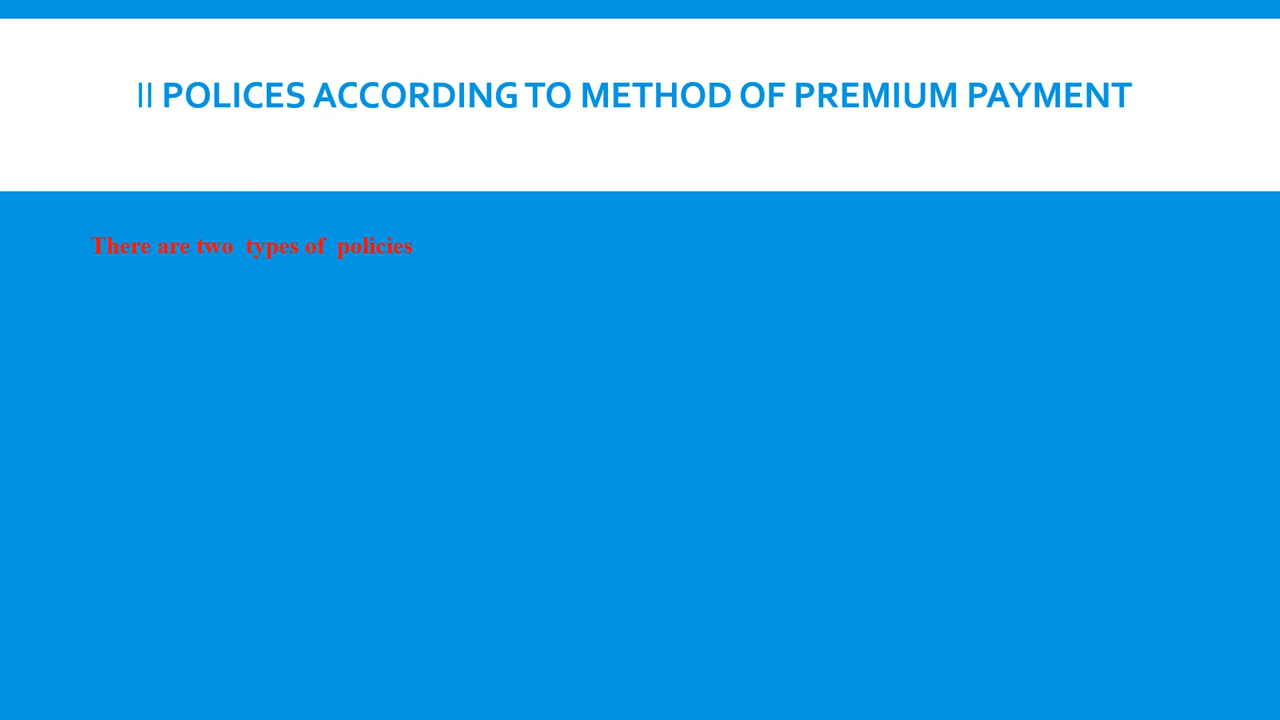 II POLICES ACCORDING TO METHOD OF PREMIUM PAYMENT
There are two types of policies